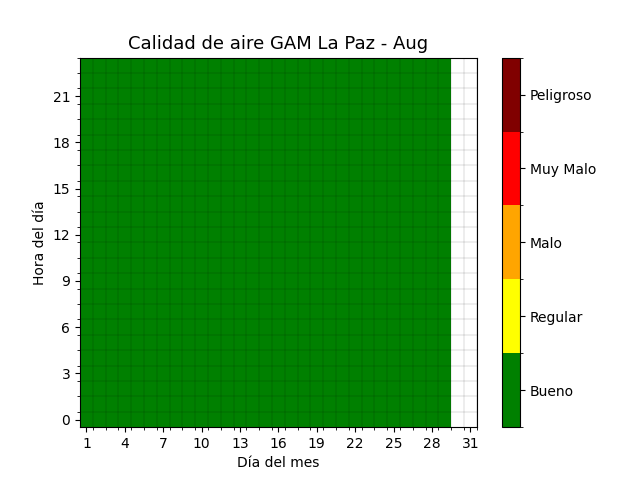 Calidad de aire GAM La Paz - Aug
Hora del día
21
18
15
12
9
6
3
0
1 4 7 10 13 16 19 22 25 28 31
Día del mes
Peligroso
Muy Malo
Malo
Regular
Bueno